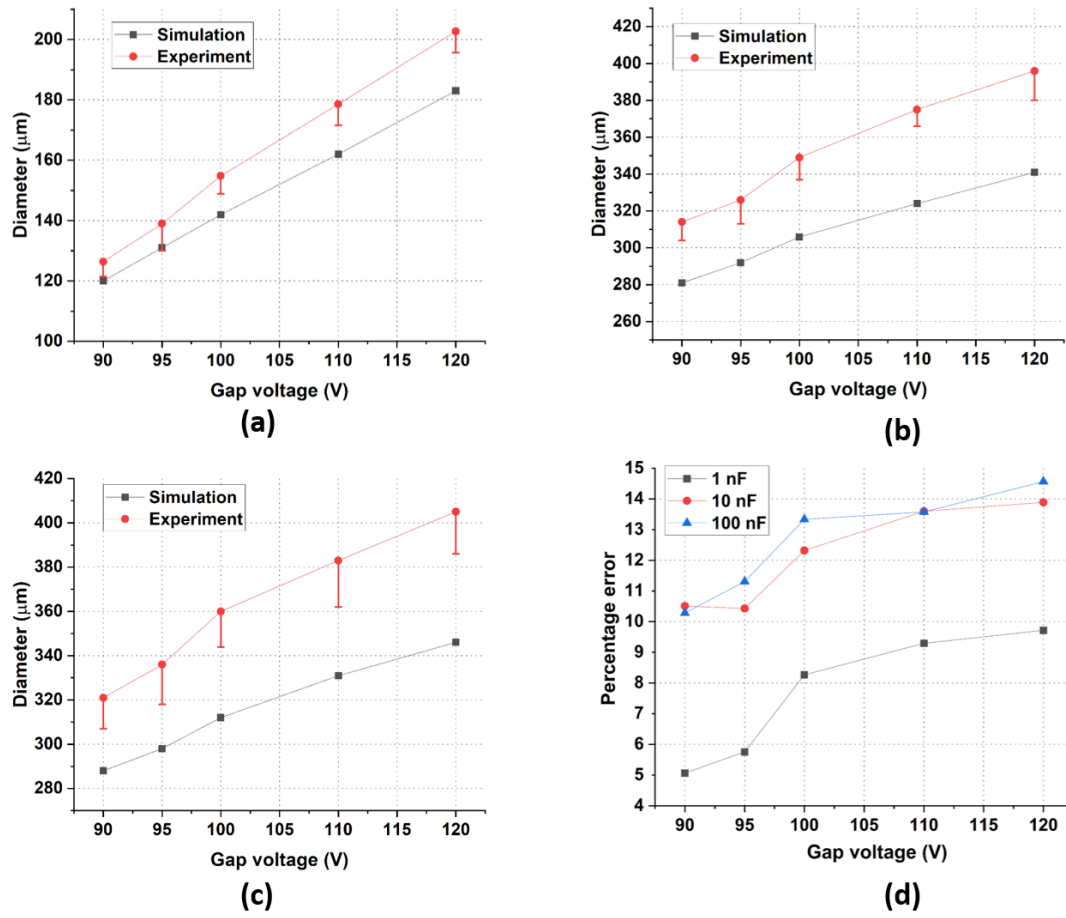 Simulation
Experiment
200
180
160
140
120
100
Diameter (μm)
90 95 100 105 110 115 120
Gap voltage (V)
(a)
Simulation
Experiment
420
400
380
360
340
320
300
280
260
Diameter (μm)
90 95 100 105 110 115 120
Gap voltage (V)
(b)
Simulation
Experiment
420
400
380
360
340
320
300
280
Diameter (μm)
90 95 100 105 110 115 120
Gap voltage (V)
(c)
1 nF
10 nF
100 nF
15
14
13
12
11
10
9
8
7
6
5
4
Percentage error
90 95 100 105 110 115 120
Gap voltage (V)
(d)